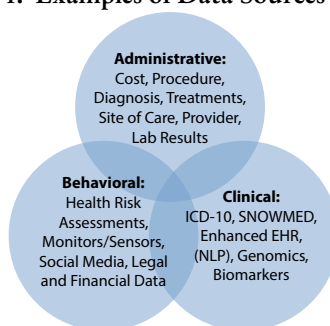 1. Examples of Data Sources
Administrative:
Cost, Procedure,
Diagnosis, Treatments,
Site of Care, Provider,
Lab Results
Behavioral:
Health Risk
Assessments,
Monitors/Sensors,
Social Media, Legal
and Financial Data
Clinical:
ICD-10, SNOWMED,
Enhanced EHR,
(NLP), Genomics,
Biomarkers